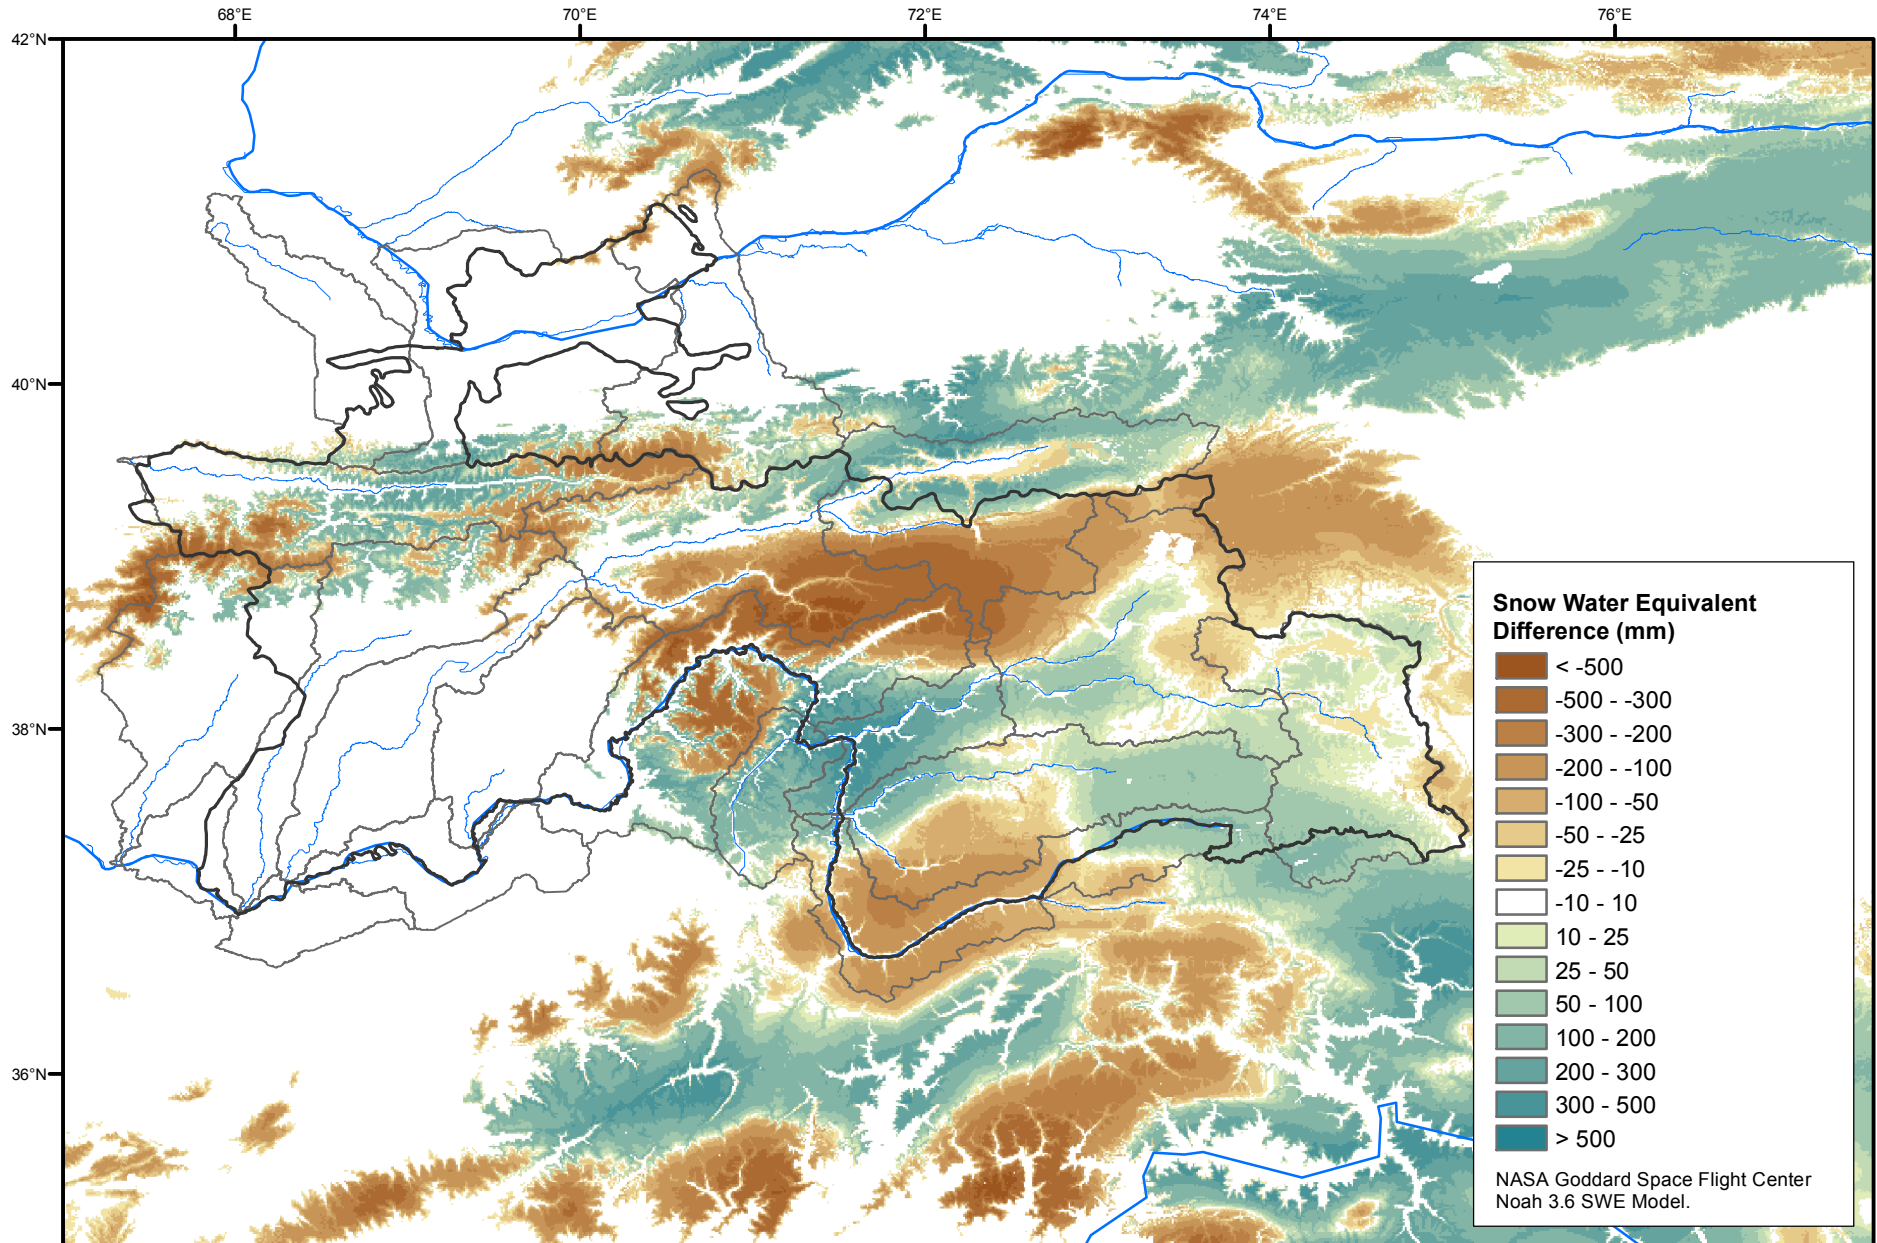 68°E
70°E
72°E
74°E
76°E
42°N
40°N
38°N
36°N
Snow Water Equivalent
Difference (mm)
< -500
-500 - -300
-300 - -200
-200 - -100
-100 - -50
-50 - -25
-25 - -10
-10 - 10
10 - 25
25 - 50
50 - 100
100 - 200
200 - 300
300 - 500
> 500
NASA Goddard Space Flight Center
Noah 3.6 SWE Model.